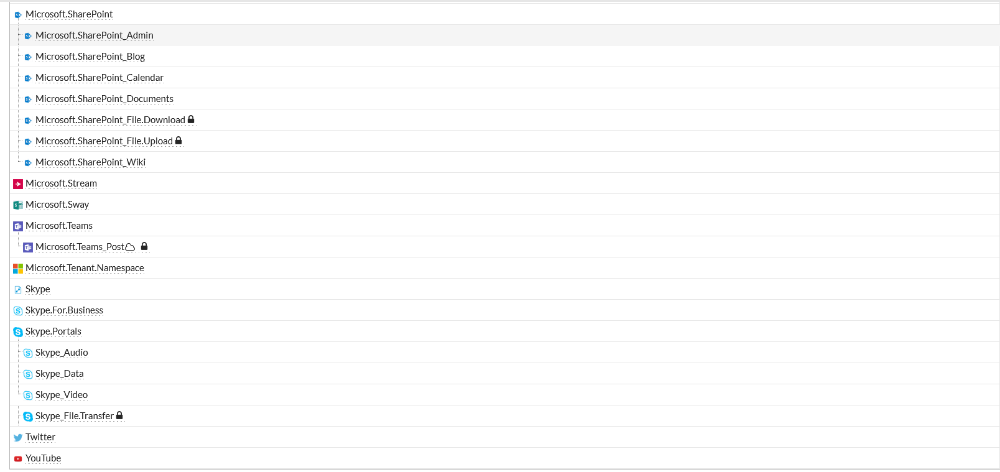 Microsoft.SharePoint
Microsoft.SharePoint_Admin
Microsoft.SharePoint_Blog
Microsoft.SharePoint_Calendar
Microsoft.SharePoint_Documents
Microsoft.SharePoint_File.Download
Microsoft.SharePoint_File.Upload
Microsoft.SharePoint_Wiki
Microsoft.Stream
Microsoft.Sway
Microsoft.Teams
Microsoft.Teams_Post
Microsoft.Tenant.Namespace
Skype
Skype.For.Business
Skype.Portals
Skype_Audio
Skype_Data
Skype_Video
Skype_File.Transfer
Twitter
YouTube